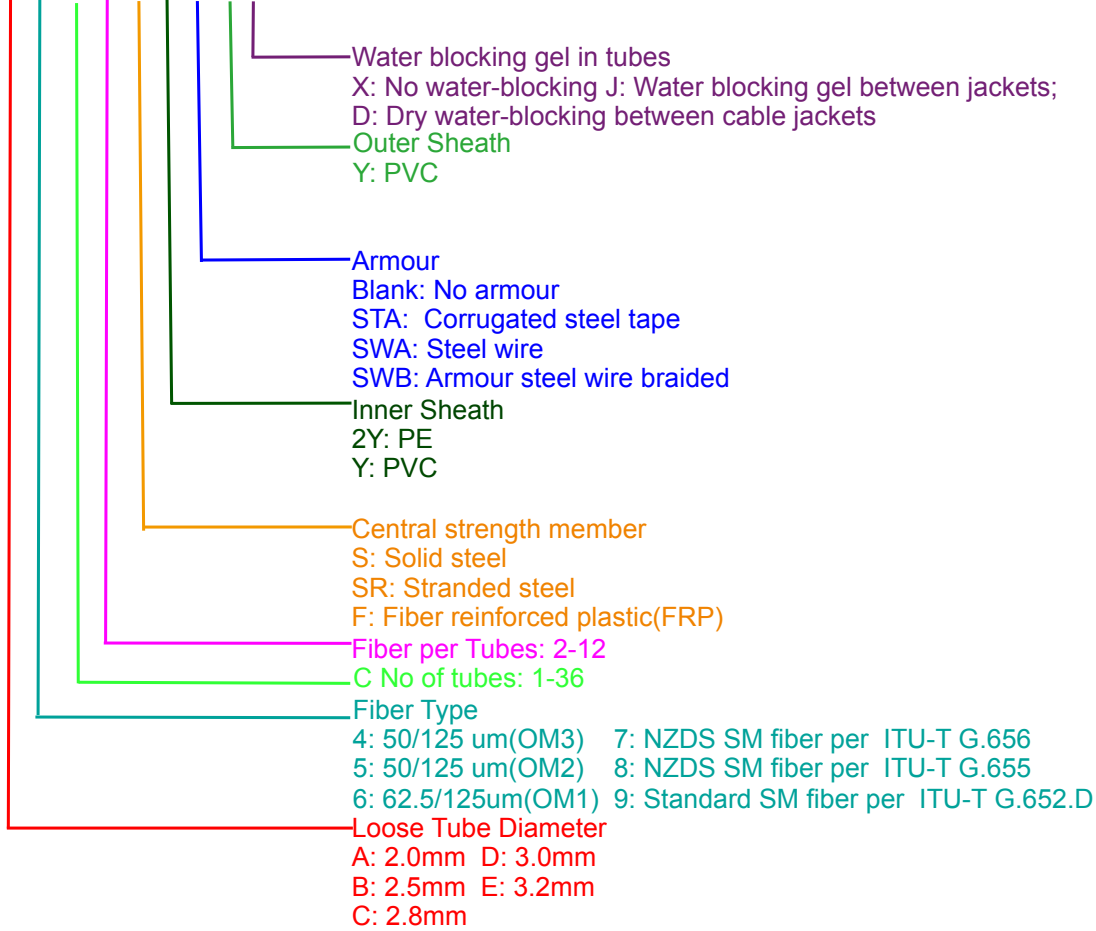 Water blocking gel in tubes
X: No water-blocking J: Water blocking gel between jackets;
D: Dry water-blocking between cable jackets
Outer Sheath
Y: PVC
Armour
Blank: No armour
STA: Corrugated steel tape
SWA: Steel wire
SWB: Armour steel wire braided
Inner Sheath
2Y: PE
Y: PVC
Central strength member
S: Solid steel
SR: Stranded steel
F: Fiber reinforced plastic(FRP)
Fiber per Tubes: 2-12
C No of tubes: 1-36
Fiber Type
4: 50/125 um(OM3) 7: NZDS SM fiber per ITU-T G.656
5: 50/125 um(OM2) 8: NZDS SM fiber per ITU-T G.655
6: 62.5/125um(OM1) 9: Standard SM fiber per ITU-T G.652.D
Loose Tube Diameter
A: 2.0mm D: 3.0mm
B: 2.5mm E: 3.2mm
C: 2.8mm